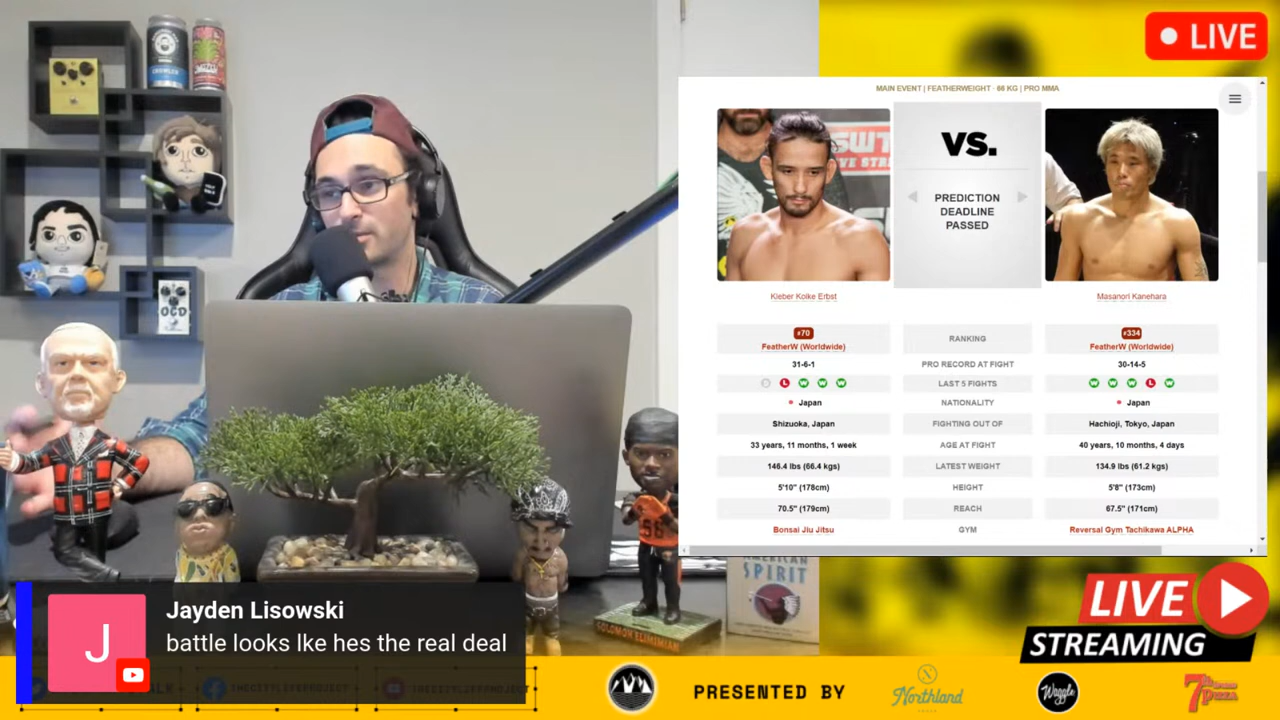 LIVE
MAIN EVENT | FEATHERWEIGHT · 66 KG | PRO MMA
VS.
PREDICTION
DEADLINE
PASSED
Kleber Koike Erbst
Masanori Kanehara
#70
FeatherW (Worldwide)
RANKING
#334
FeatherW (Worldwide)
31-6-1
PRO RECORD AT FIGHT
30-14-5
L W W W
LAST 5 FIGHTS
W W W L W
Japan
NATIONALITY
Japan
Shizuoka, Japan
FIGHTING OUT OF
Hachioji, Tokyo, Japan
33 years, 11 months, 1 week
AGE AT FIGHT
40 years, 10 months, 4 days
146.4 lbs (66.4 kgs)
LATEST WEIGHT
134.9 lbs (61.2 kgs)
5'10" (178cm)
HEIGHT
5'8" (173cm)
70.5" (179cm)
REACH
67.5" (171cm)
Bonsai Jiu Jitsu
GYM
Reversal Gym Tachikawa ALPHA
OCD
SPIRIT
SOLOMON ELIMIMIAN
J
Jayden Lisowski
battle looks lke hes the real deal
LIVE
STREAMING
PRESENTED BY
Northland
Waggle